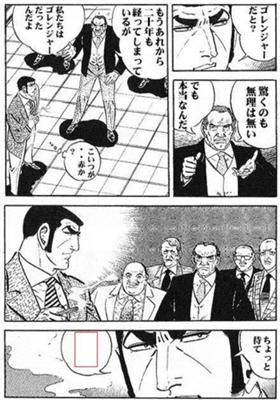 ゴレンジャー
だと？
驚くのも
無理は無い
でも
本当なんだ
もうあれから
二十年も
経ってしまって
いるが
私たちは
ゴレンジャー
だった
んだよ
こいつが
？．赤か
ちょっと
待て